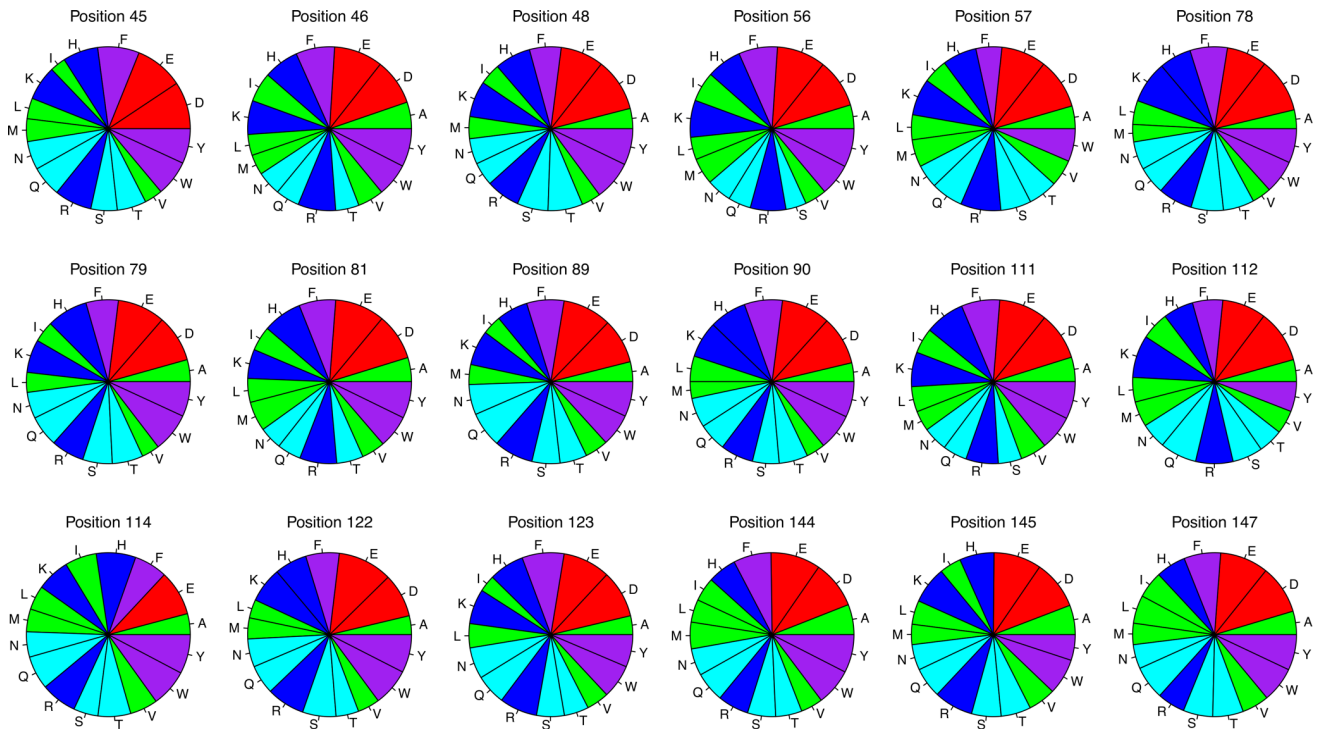 Position 45
D E F H I K L M N Q R S T V W Y
Position 46
A D E F H I K L M N Q R T V W Y
Position 48
A D E F H I K M N Q R S T V W Y
Position 56
A D E F H I K L M N Q R S V W Y
Position 57
A D E F H I K L M N Q R S T V W
Position 78
A D E F H K L M N Q R S T V W Y
Position 79
A D E F H I K L N Q R S T V W Y
Position 81
A D E F H I K L M N Q R T V W Y
Position 89
A D E F H I K M N Q R S T V W Y
Position 90
A D E F H K L M N Q R S T V W Y
Position 111
A D E F H I K L M N Q R S V W Y
Position 112
A D E F H I K L M N Q R S T V Y
Position 114
A E F H I K L M N Q R S T V W Y
Position 122
A D E F H K L M N Q R S T V W Y
Position 123
A D E F H I K L N Q R S T V W Y
Position 144
A D E F H I L M N Q R S T V W Y
Position 145
A D E H I K L M N Q R S T V W Y
Position 147
A D E F H I L M N Q R S T V W Y